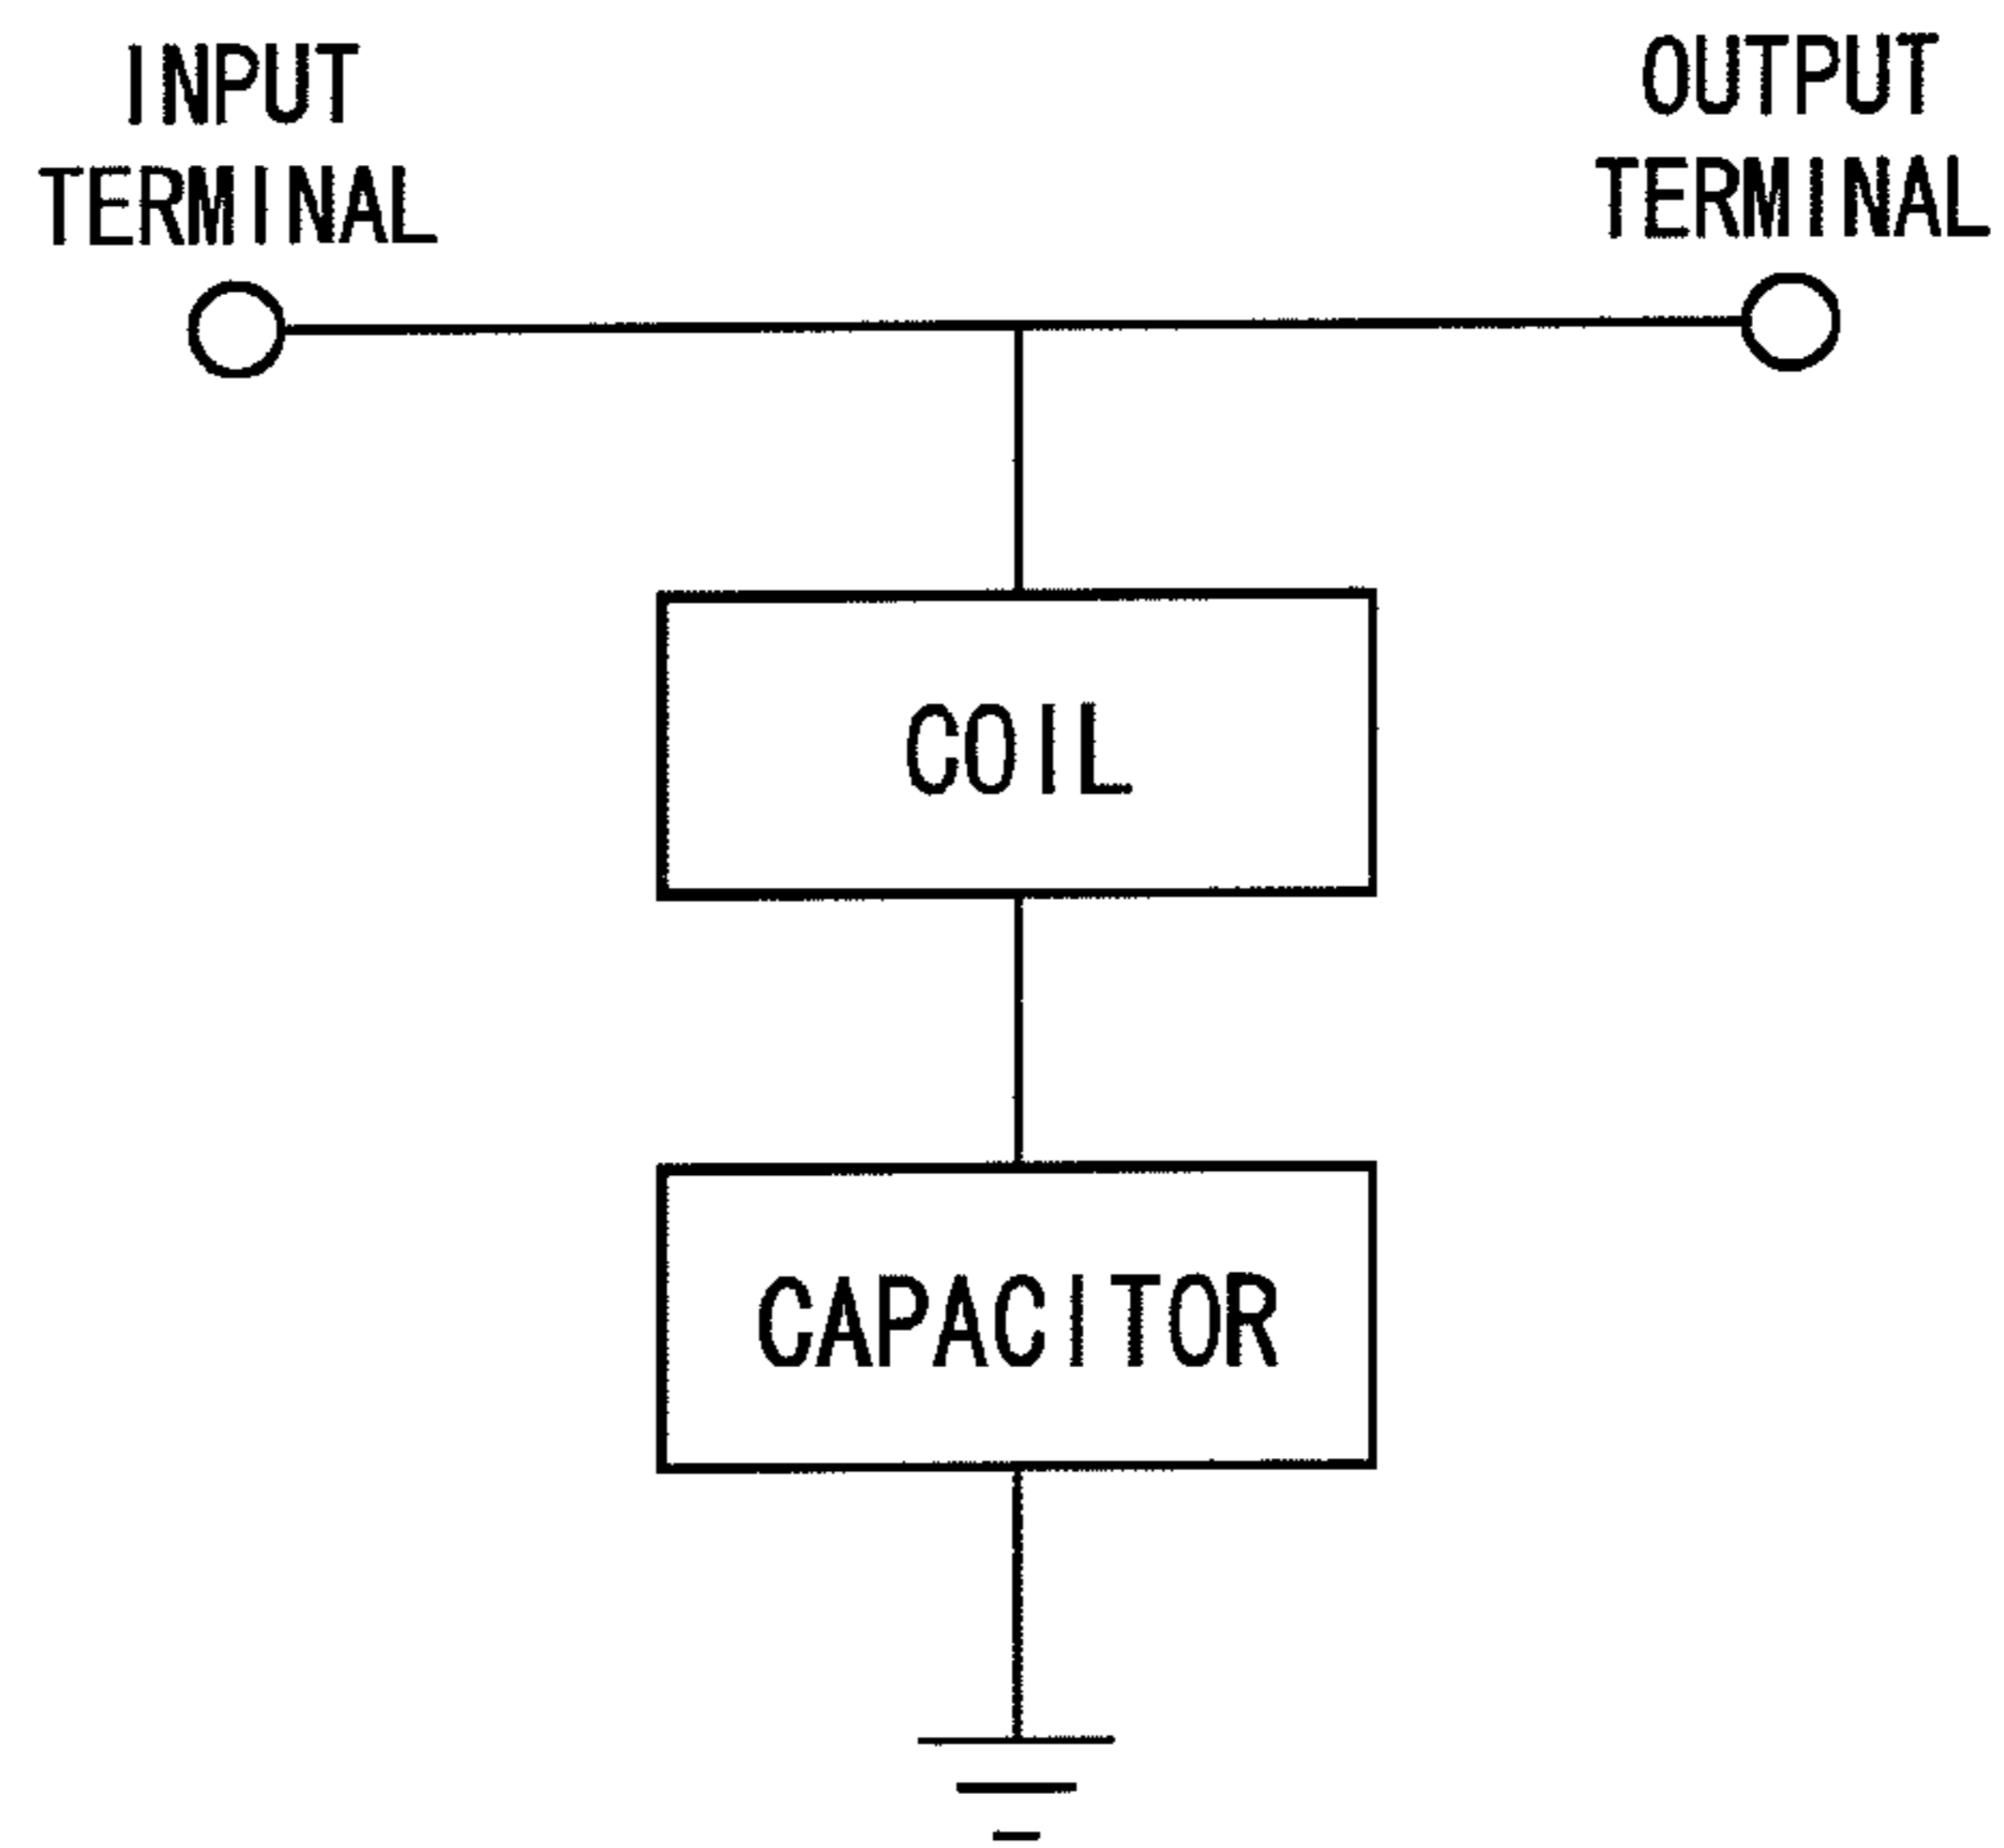 INPUT
TERMINAL
OUTPUT
TERMINAL
COIL
CAPACITOR